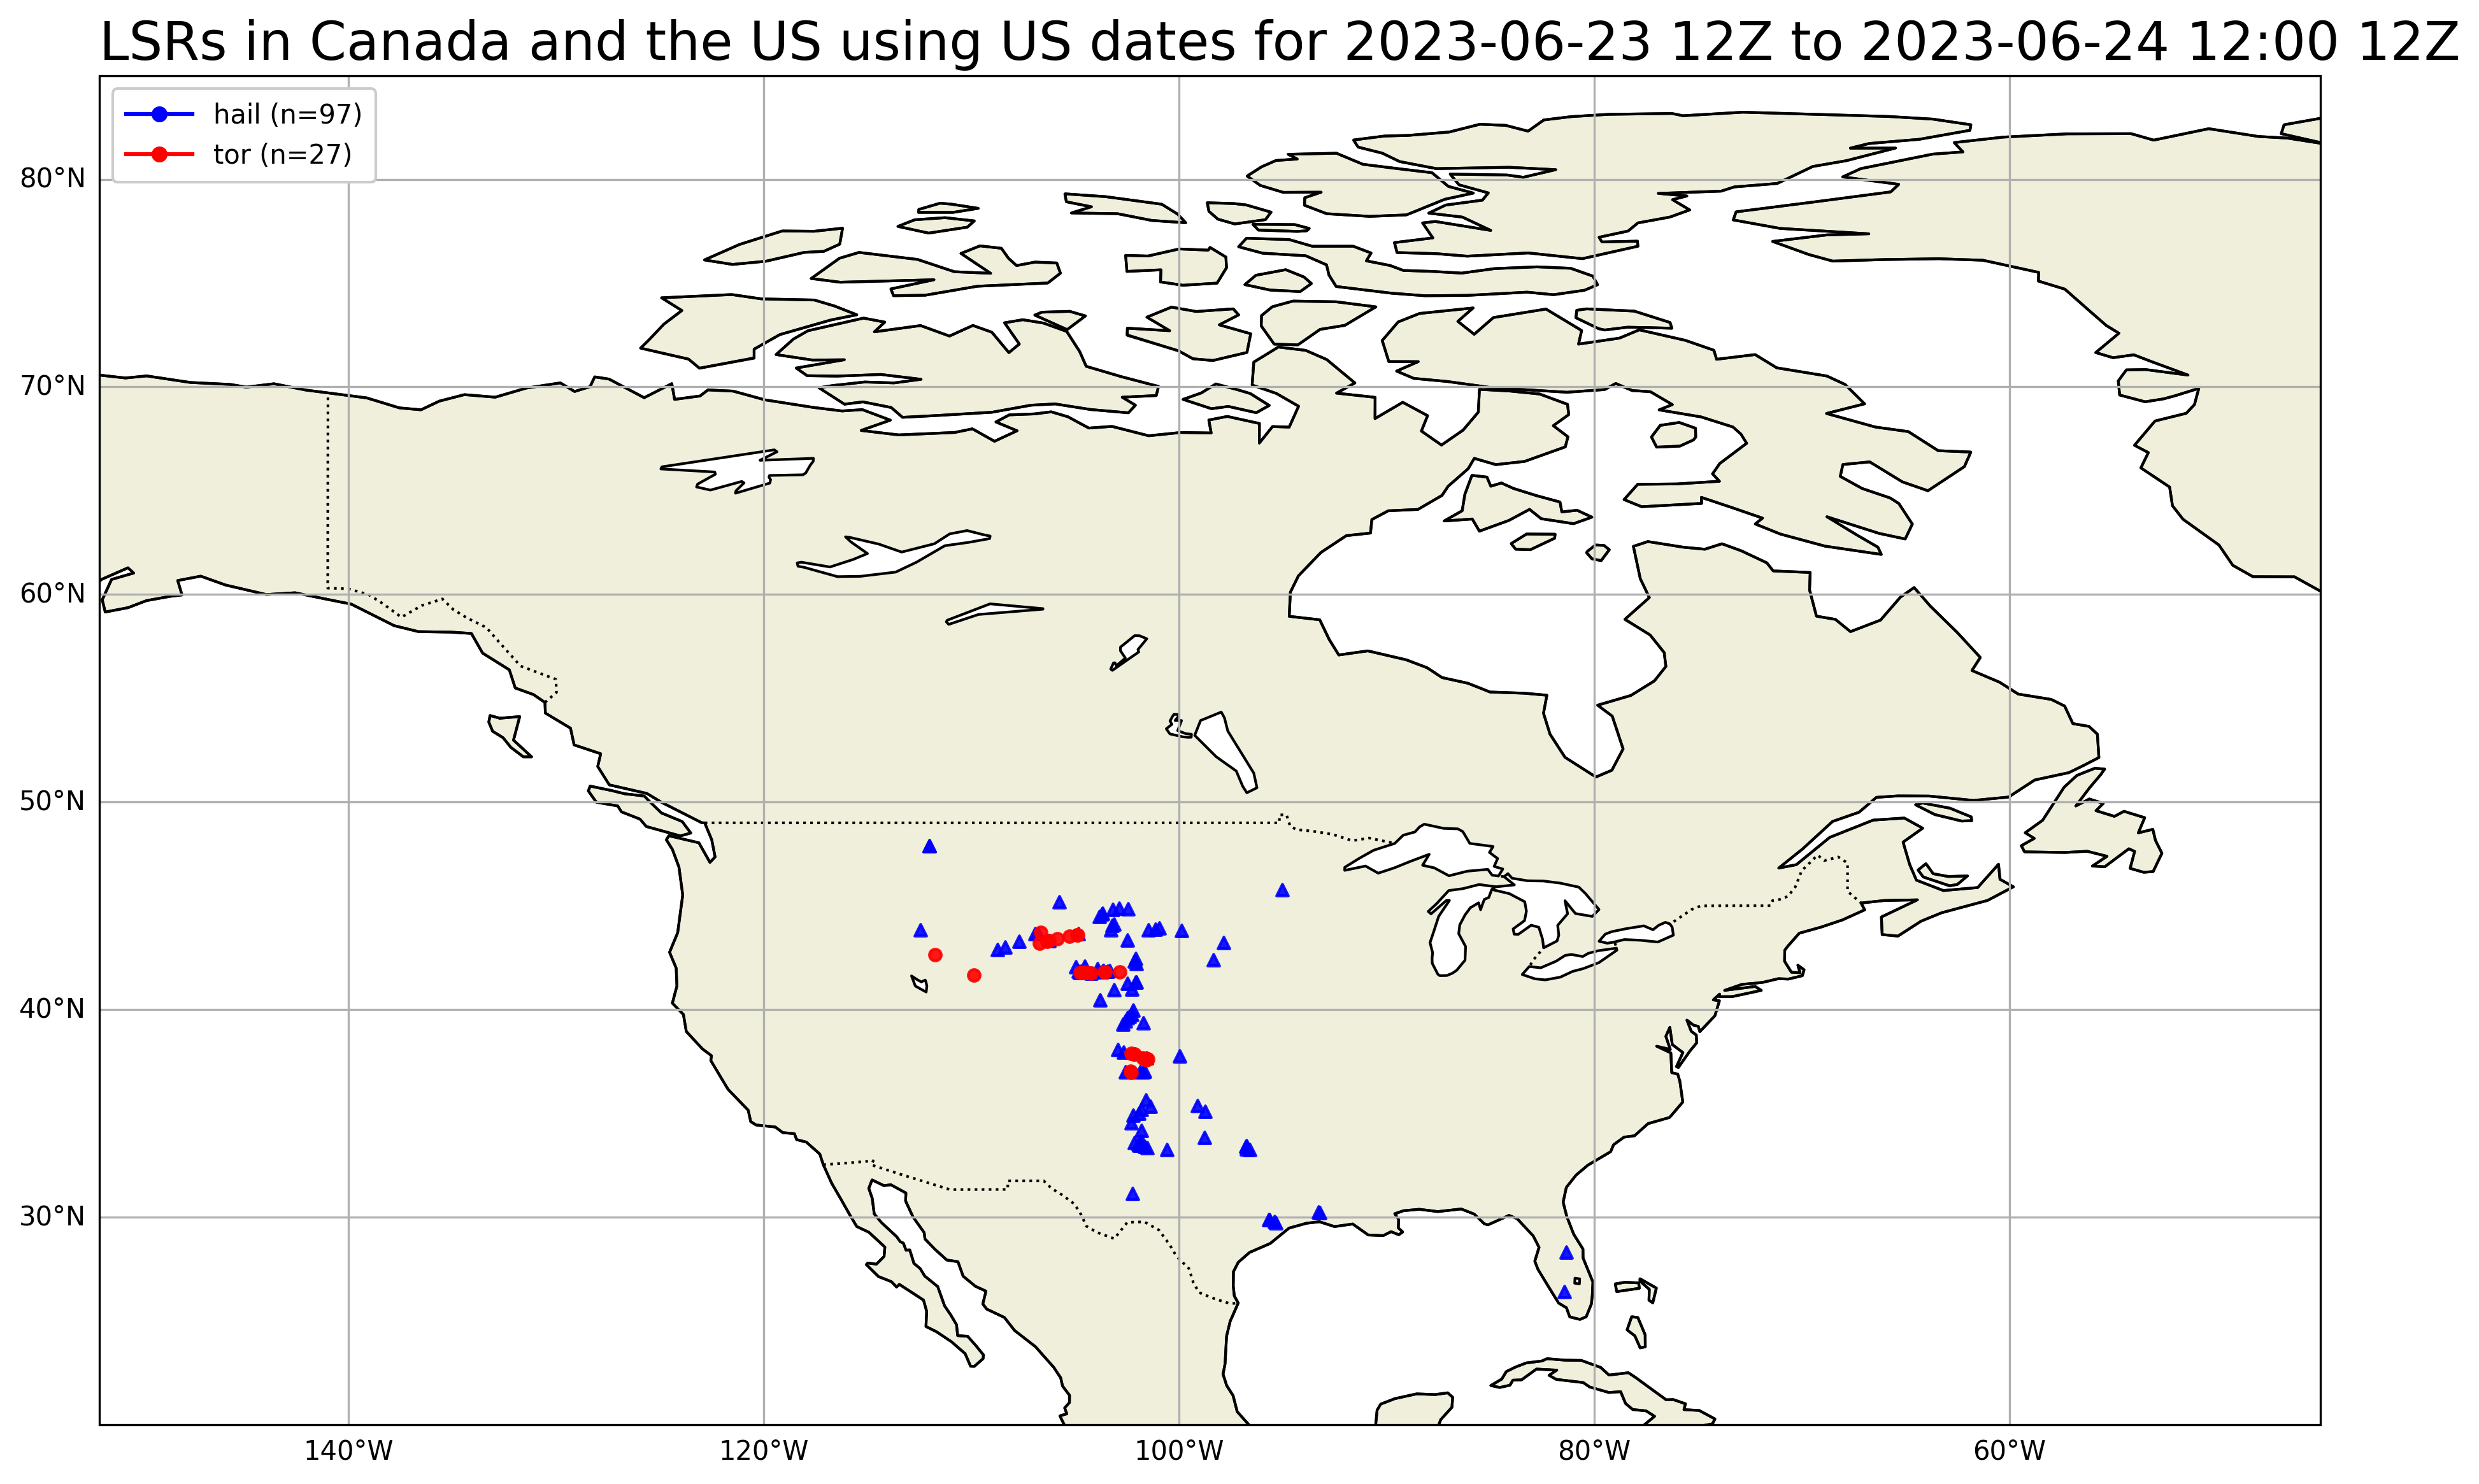 LSRs in Canada and the US using US dates for 2023-06-23 12Z to 2023-06-24 12:00 12Z
hail (n=97)
tor (n=27)
80°N
70°N
60°N
50°N
40°N
30°N
140°W 120°W 100°W 80°W 60°W